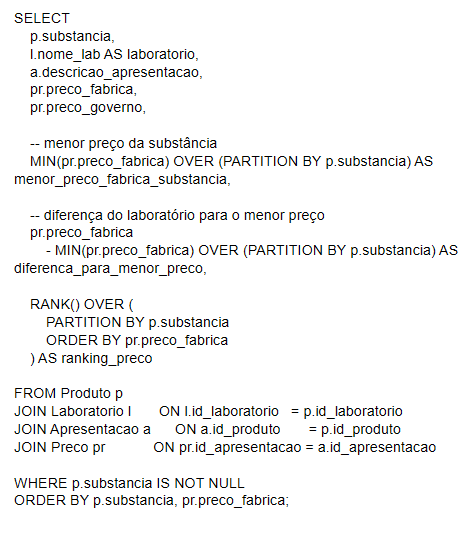 SELECT
p.substancia,
l.nome_lab AS laboratorio,
a.descricao_apresentacao,
pr.preco_fabrica,
pr.preco_governo,
-- menor preço da substância
MIN(pr.preco_fabrica) OVER (PARTITION BY p.substancia) AS
menor_preco_fabrica_substancia,
-- diferença do laboratório para o menor preço
pr.preco_fabrica
- MIN(pr.preco_fabrica) OVER (PARTITION BY p.substancia) AS
diferenca_para_menor_preco,
RANK() OVER (
PARTITION BY p.substancia
ORDER BY pr.preco_fabrica
) AS ranking_preco
FROM Produto p
JOIN Laboratorio l ON l.id_laboratorio = p.id_laboratorio
JOIN Apresentacao a ON a.id_produto = p.id_produto
JOIN Preco pr ON pr.id_apresentacao = a.id_apresentacao
WHERE p.substancia IS NOT NULL
ORDER BY p.substancia, pr.preco_fabrica;